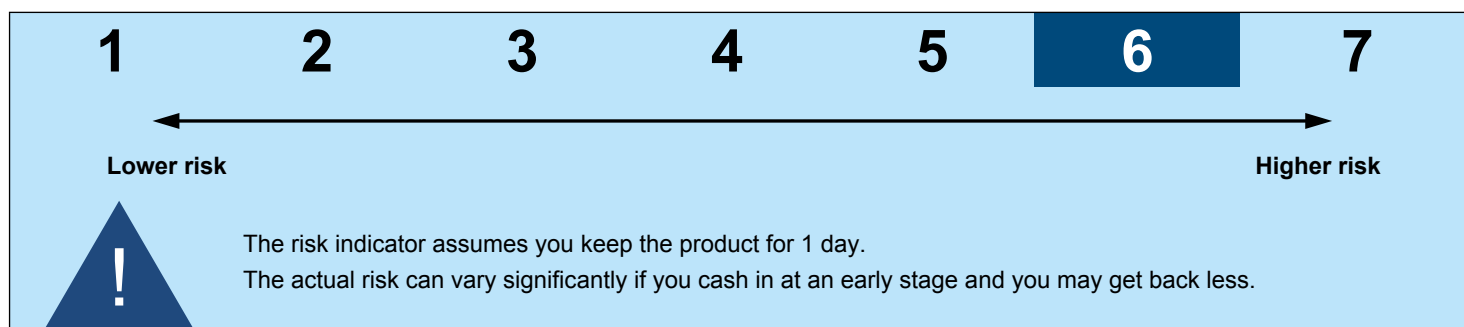 1 2 3 4 5 6 7
Lower risk Higher risk
!
The risk indicator assumes you keep the product for 1 day.
The actual risk can vary significantly if you cash in at an early stage and you may get back less.